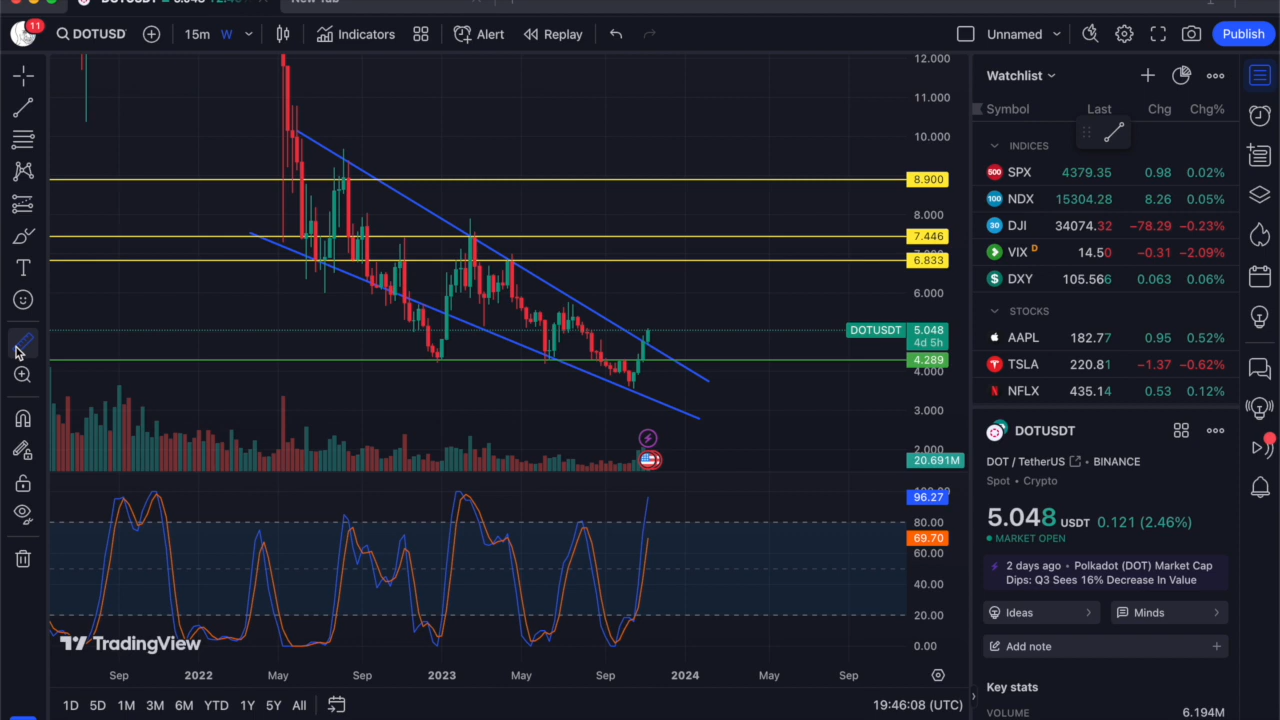 DOTUSDT
New Tab
11
DOTUSD
15m
W
Indicators
Alert
Replay
Unnamed
Publish
12.000
11.000
10.000
8.900
8.000
7.446
6.833
6.000
DOTUSDT
5.048
4d 5h
4.289
4.000
3.000
2.000
20.691M
96.27
80.00
69.70
60.00
40.00
20.00
0.00
TradingView
Sep
2022
May
Sep
2023
May
Sep
2024
May
Sep
1D
5D
1M
3M
6M
YTD
1Y
5Y
All
19:46:08 (UTC)
Watchlist
Symbol Last Chg Chg%
INDICES
500 SPX 4379.35 0.98 0.02%
100 NDX 15304.28 8.26 0.05%
30 DJI 34074.32 −78.29 −0.23%
VIX D 14.50 −0.31 −2.09%
$ DXY 105.566 0.063 0.06%
STOCKS
AAPL 182.77 0.95 0.52%
TSLA 220.81 −1.37 −0.62%
NFLX 435.14 0.53 0.12%
DOTUSDT
DOT / TetherUS • BINANCE
Spot • Crypto
5.048 USDT 0.121 (2.46%)
MARKET OPEN
2 days ago • Polkadot (DOT) Market Cap
Dips: Q3 Sees 16% Decrease In Value
Ideas
Minds
Add note
Key stats
VOLUME 6.194M